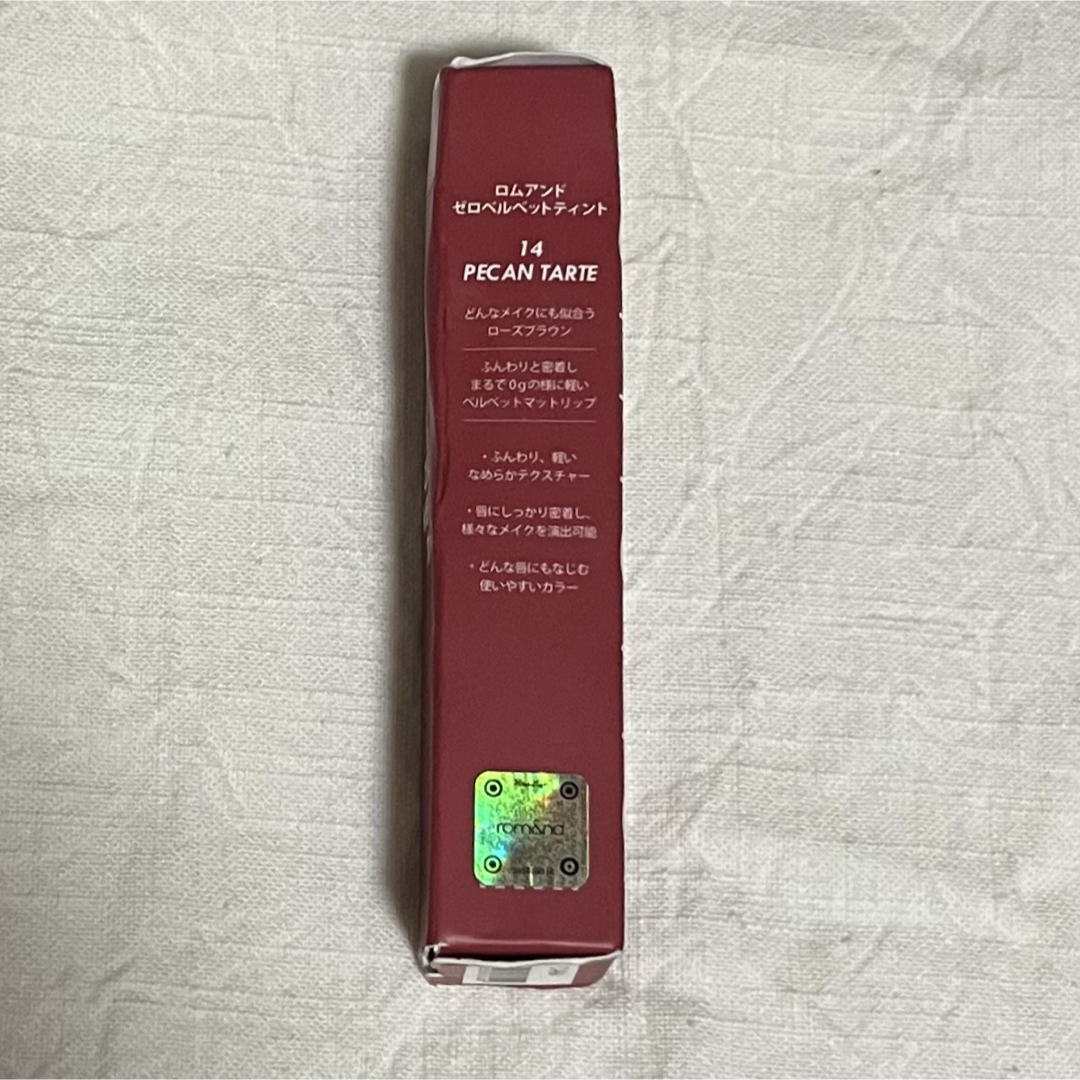 ロムアンド
ゼロベルベットティント
14
PECAN TARTE
どんなメイクにも似合う
ローズブラウン
ふんわりと密着し
まるで0gの様に軽い
ベルベットマットリップ
・ふんわり、軽い
なめらかテクスチャー
・唇にしっかり密着し、
様々なメイクを演出可能
・どんな唇にもなじむ
使いやすいカラー
rom&nd